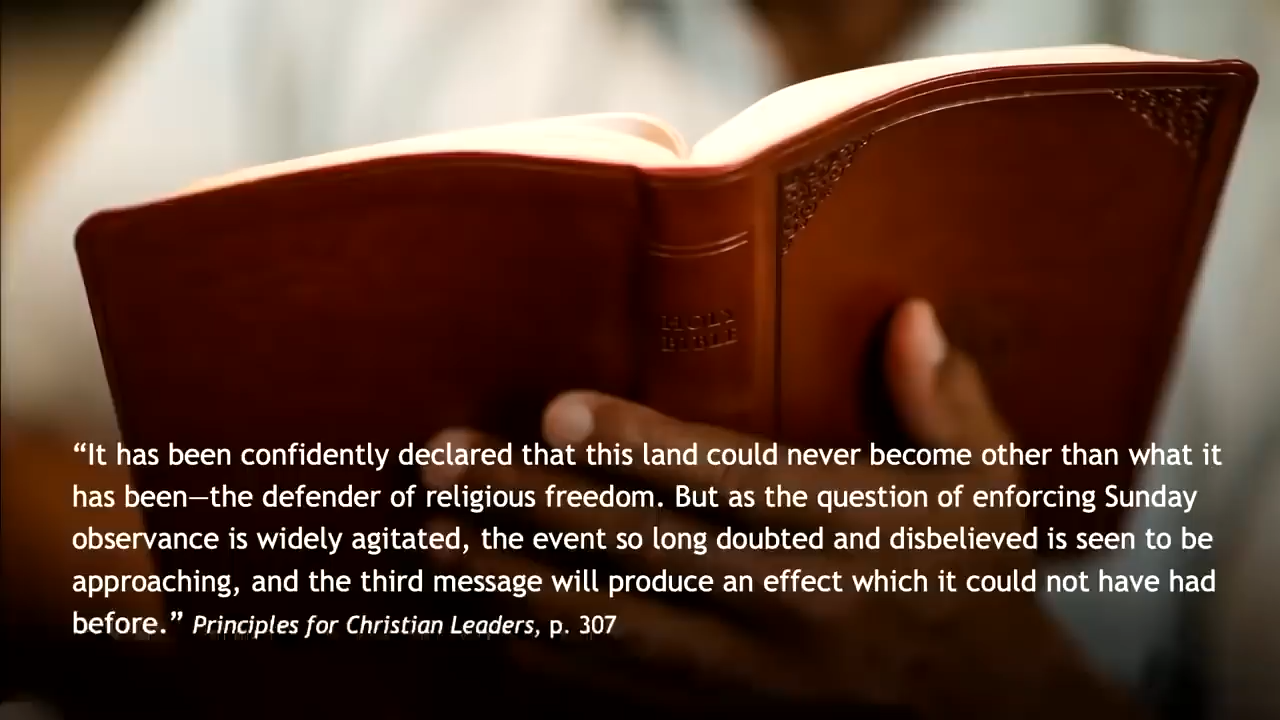 HOLY
BIBLE
“It has been confidently declared that this land could never become other than what it
has been—the defender of religious freedom. But as the question of enforcing Sunday
observance is widely agitated, the event so long doubted and disbelieved is seen to be
approaching, and the third message will produce an effect which it could not have had
before.” Principles for Christian Leaders, p. 307